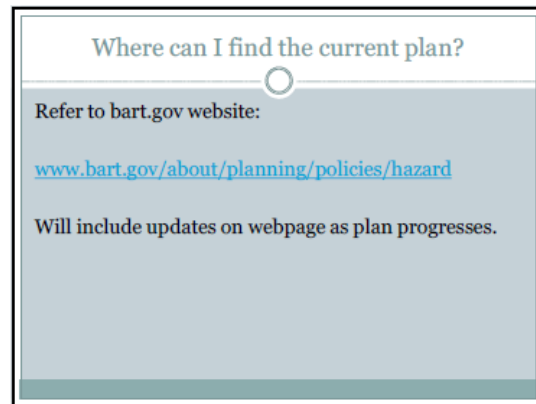 Where can I find the current plan?
Refer to bart.gov website:
www.bart.gov/about/planning/policies/hazard
Will include updates on webpage as plan progresses.